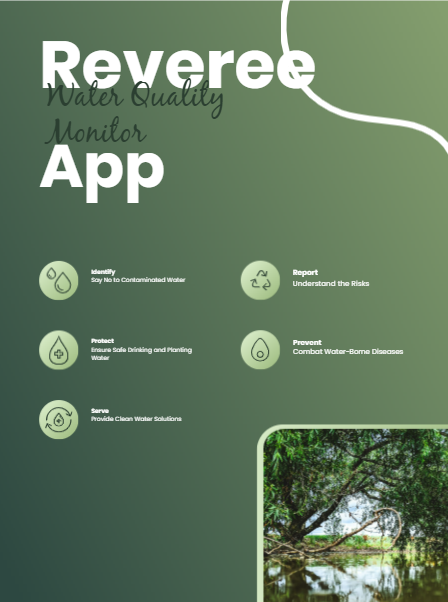 Reveree
Water Quality
Monitor
App
Identify
Say No to Contaminated Water
Report
Understand the Risks
Protect
Ensure Safe Drinking and Planting
Water
Prevent
Combat Water-Borne Diseases
Serve
Provide Clean Water Solutions